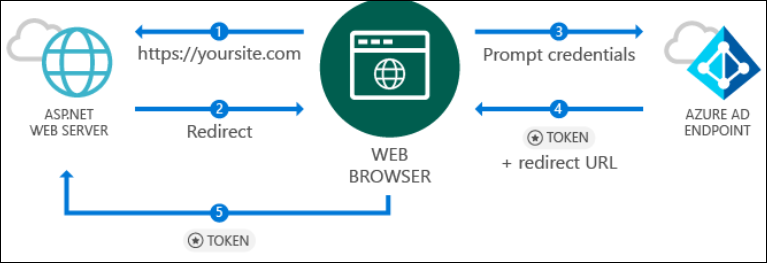 1
https://yoursite.com
3
Prompt credentials
ASP.NET
WEB SERVER
2
Redirect
4
TOKEN
+ redirect URL
AZURE AD
ENDPOINT
WEB
BROWSER
5
TOKEN